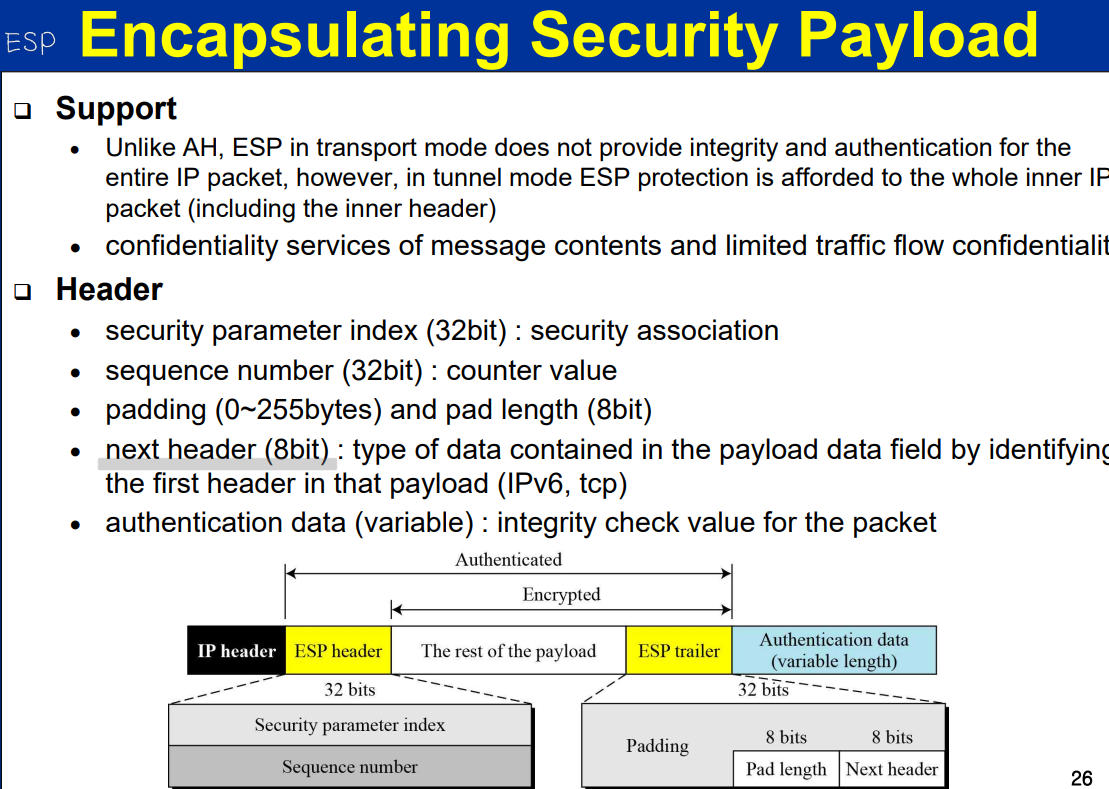 ESP Encapsulating Security Payload
Support
Unlike AH, ESP in transport mode does not provide integrity and authentication for the
entire IP packet, however, in tunnel mode ESP protection is afforded to the whole inner IP
packet (including the inner header)
confidentiality services of message contents and limited traffic flow confidentialit
Header
security parameter index (32bit) : security association
sequence number (32bit) : counter value
padding (0~255bytes) and pad length (8bit)
next header (8bit) : type of data contained in the payload data field by identifying
the first header in that payload (IPv6, tcp)
authentication data (variable) : integrity check value for the packet
Authenticated
Encrypted
IP header ESP header The rest of the payload ESP trailer Authentication data
(variable length)
32 bits 32 bits
Security parameter index
Sequence number
Padding
8 bits 8 bits
Pad length Next header
26